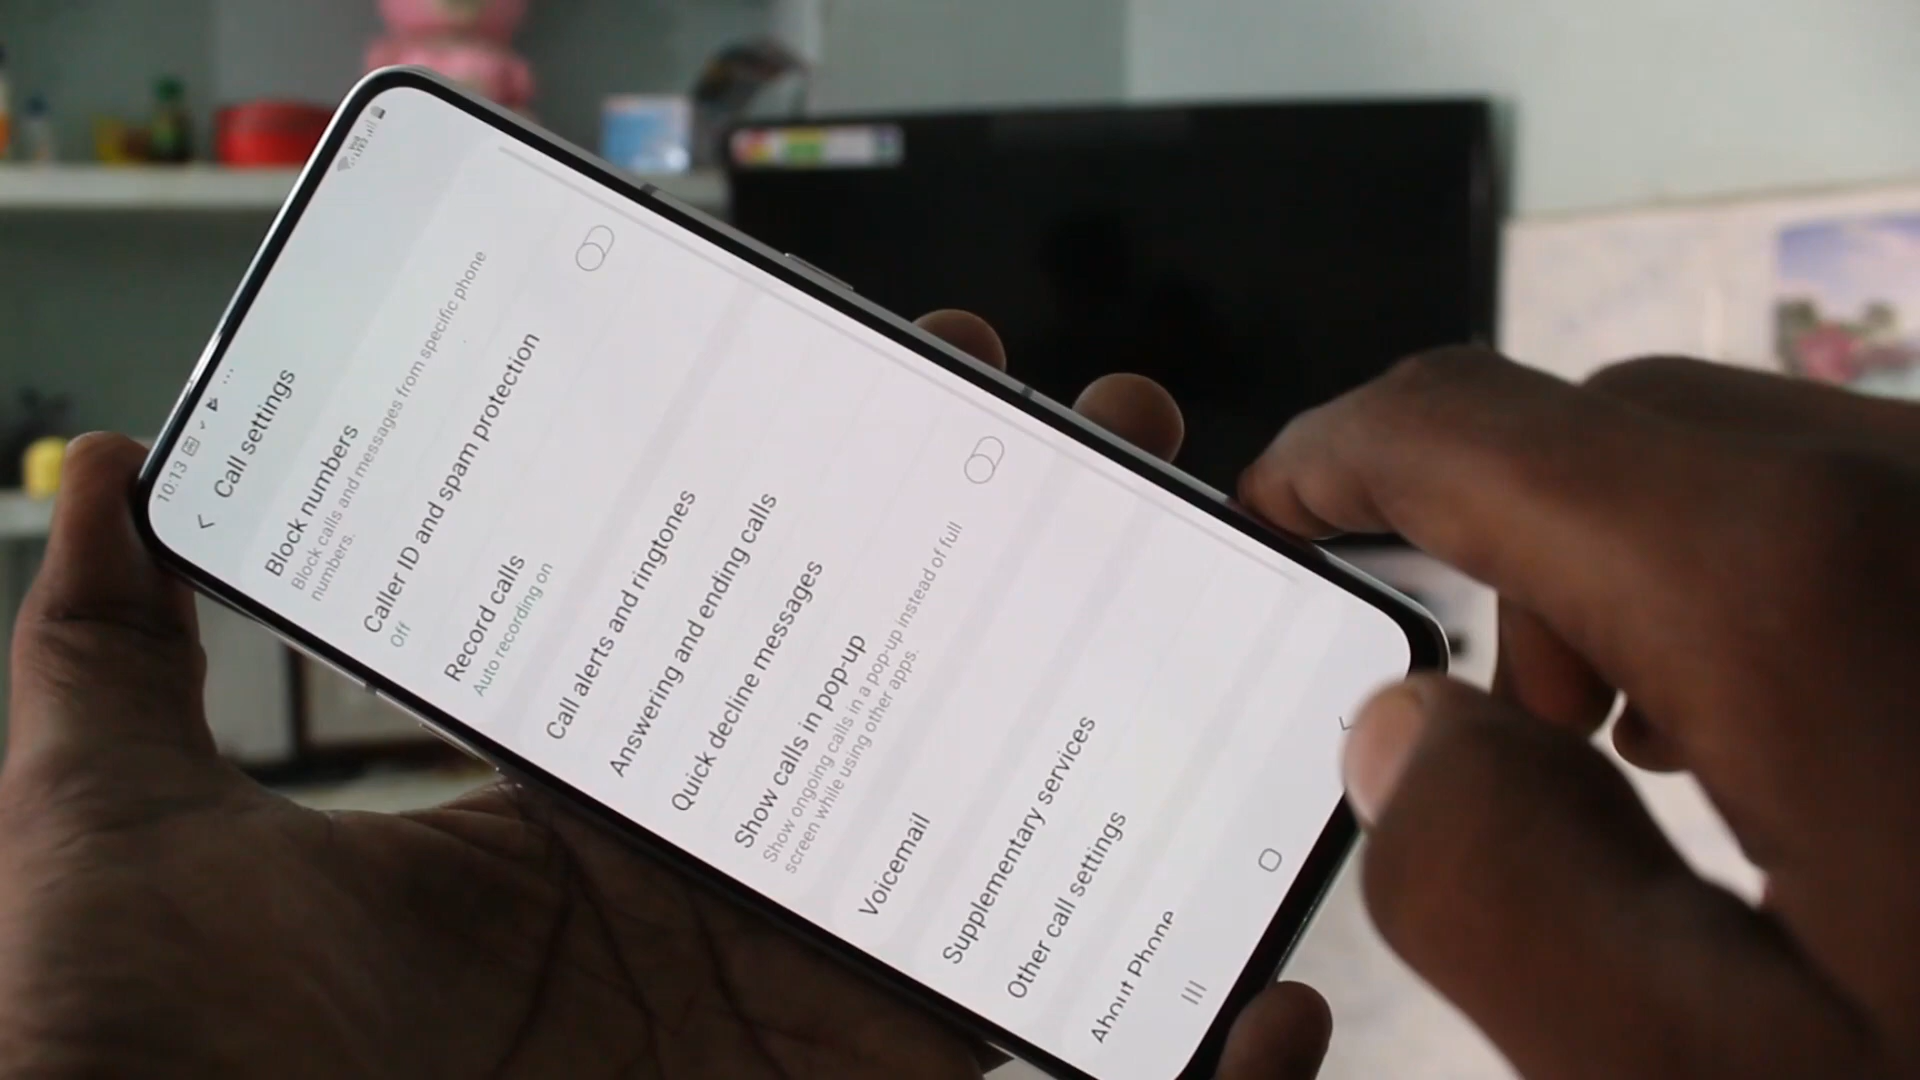 10:13
Call settings
Block numbers
Block calls and messages from specific phone
numbers.
Caller ID and spam protection
Off
Record calls
Auto recording on
Call alerts and ringtones
Answering and ending calls
Quick decline messages
Show calls in pop-up
Show ongoing calls in a pop-up instead of full
screen while using other apps.
Voicemail
Supplementary services
Other call settings
About Phone